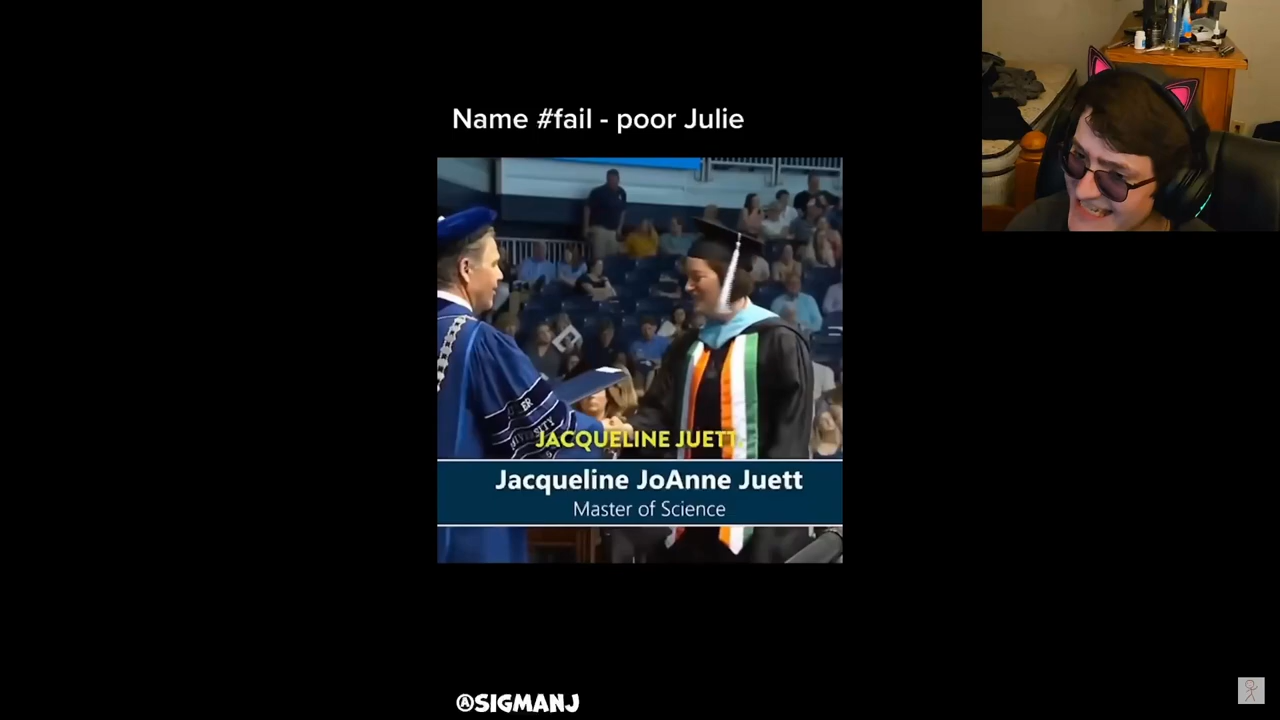 Name #fail - poor Julie
JACQUELINE JUETT
Jacqueline JoAnne Juett
Master of Science
@SIGMANJ